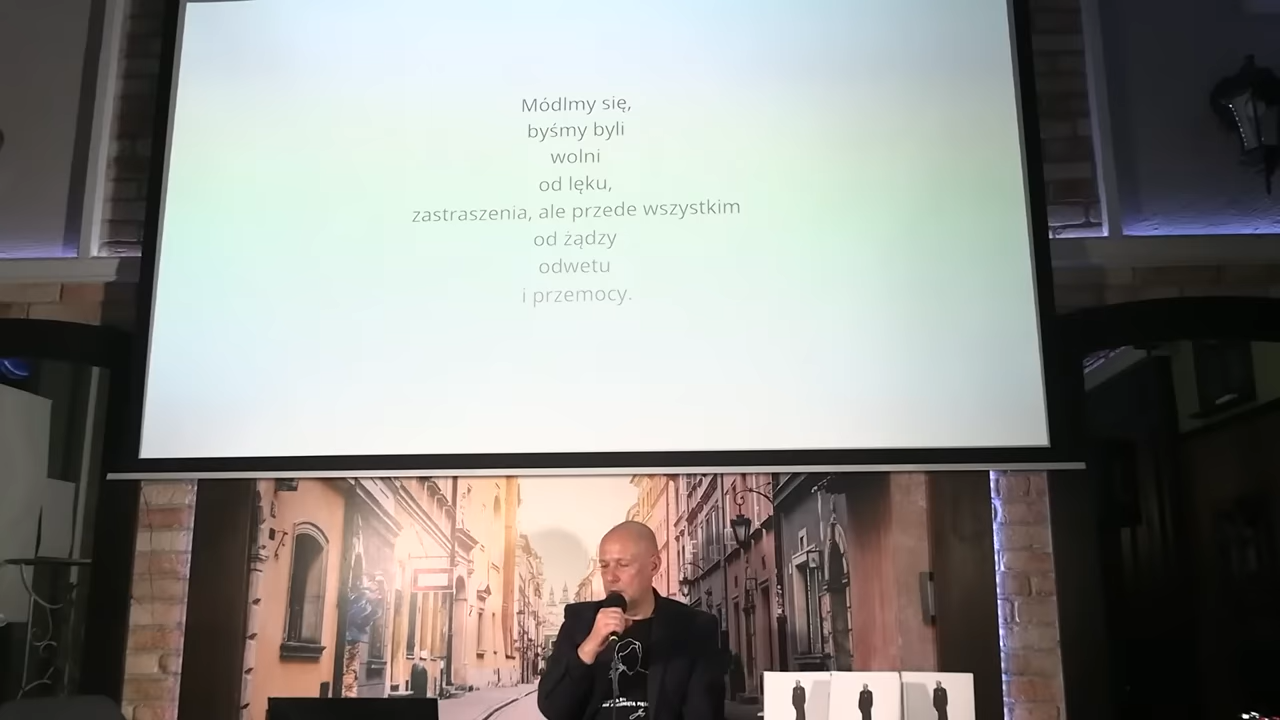 Módlmy się,
byśmy byli
wolni
od lęku,
zastraszenia, ale przede wszystkim
od żądzy
odwetu
i przemocy.